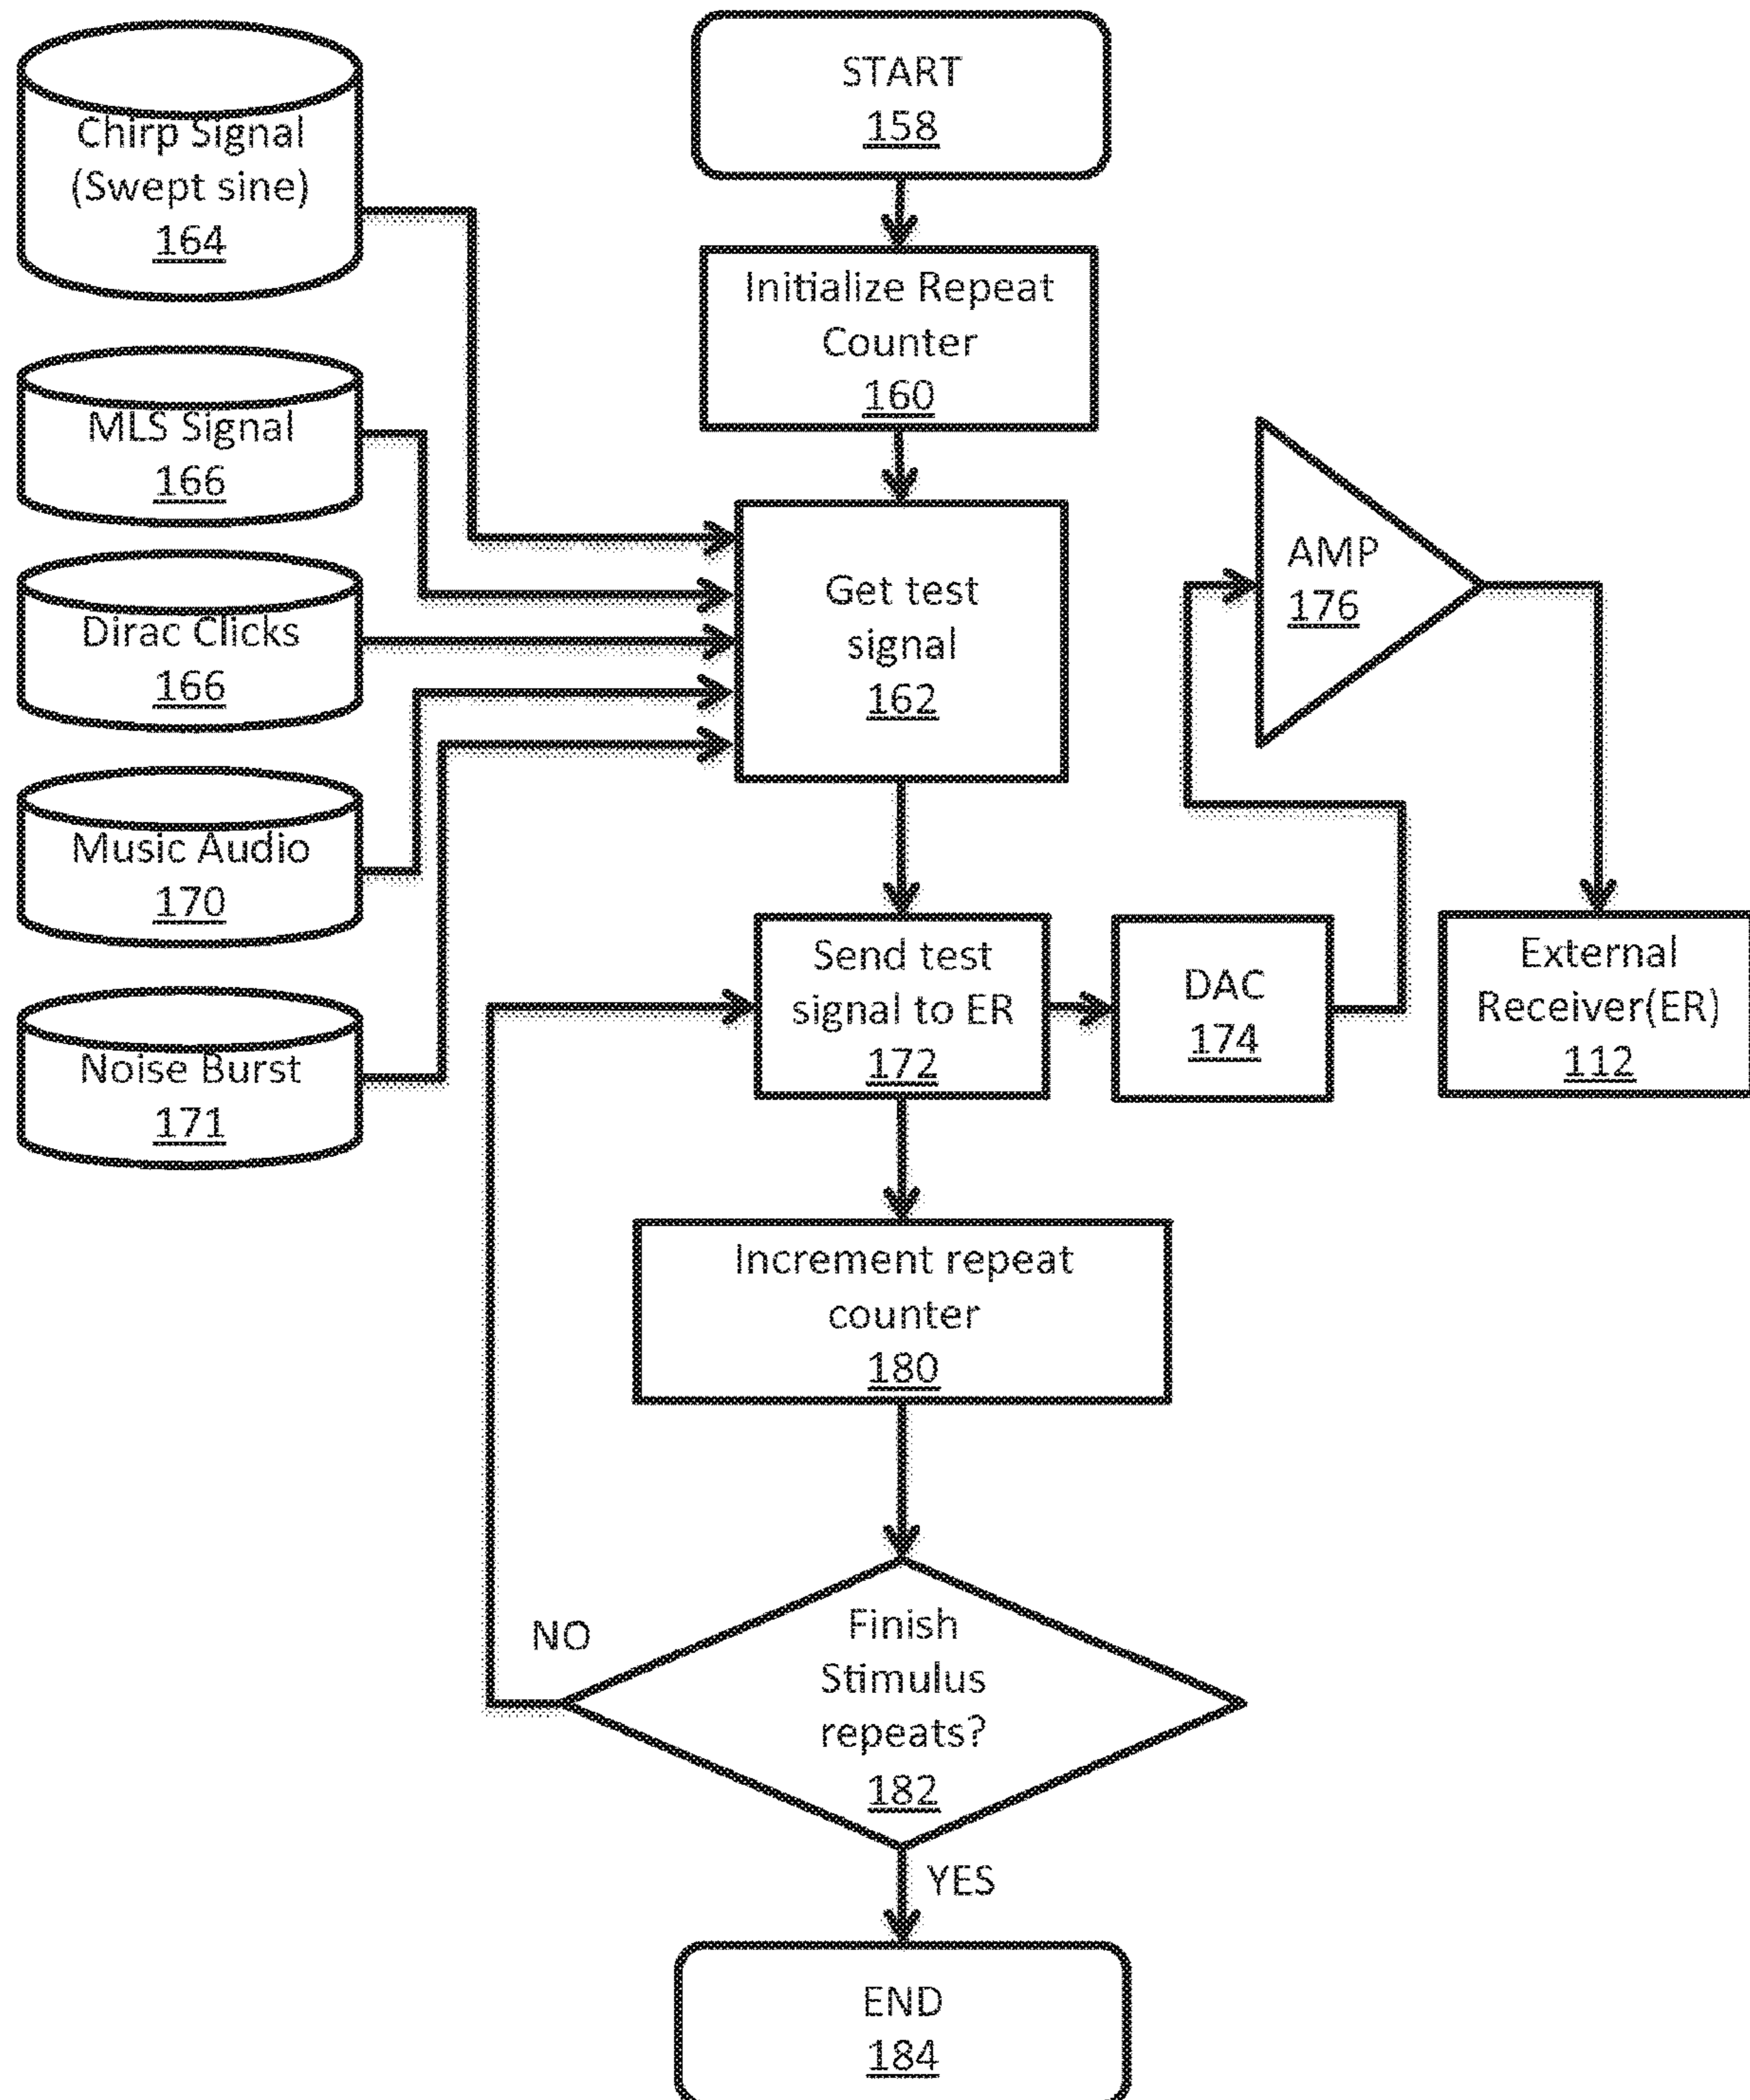 Chirp Signal
(Swept sine)
164
MLS Signal
166
Dirac Clicks
166
Music Audio
170
Noise Burst
171
START
158
Initialize Repeat
Counter
160
Get test
signal
162
Send test
signal to ER
172
DAC
174
AMP
176
External
Receiver(ER)
112
Increment repeat
counter
180
Finish
Stimulus
repeats?
182
NO
YES
END
184